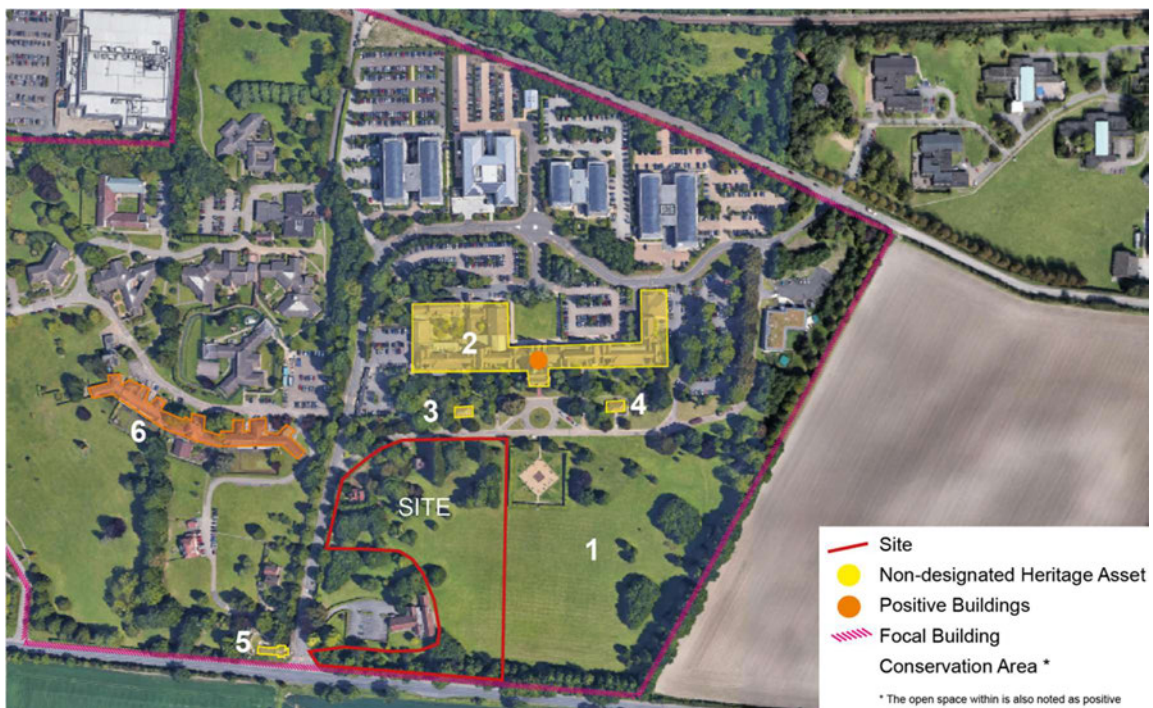 2
3
4
6
SITE
1
5
Site
Non-designated Heritage Asset
Positive Buildings
Focal Building
Conservation Area *
* The open space within is also noted as positive